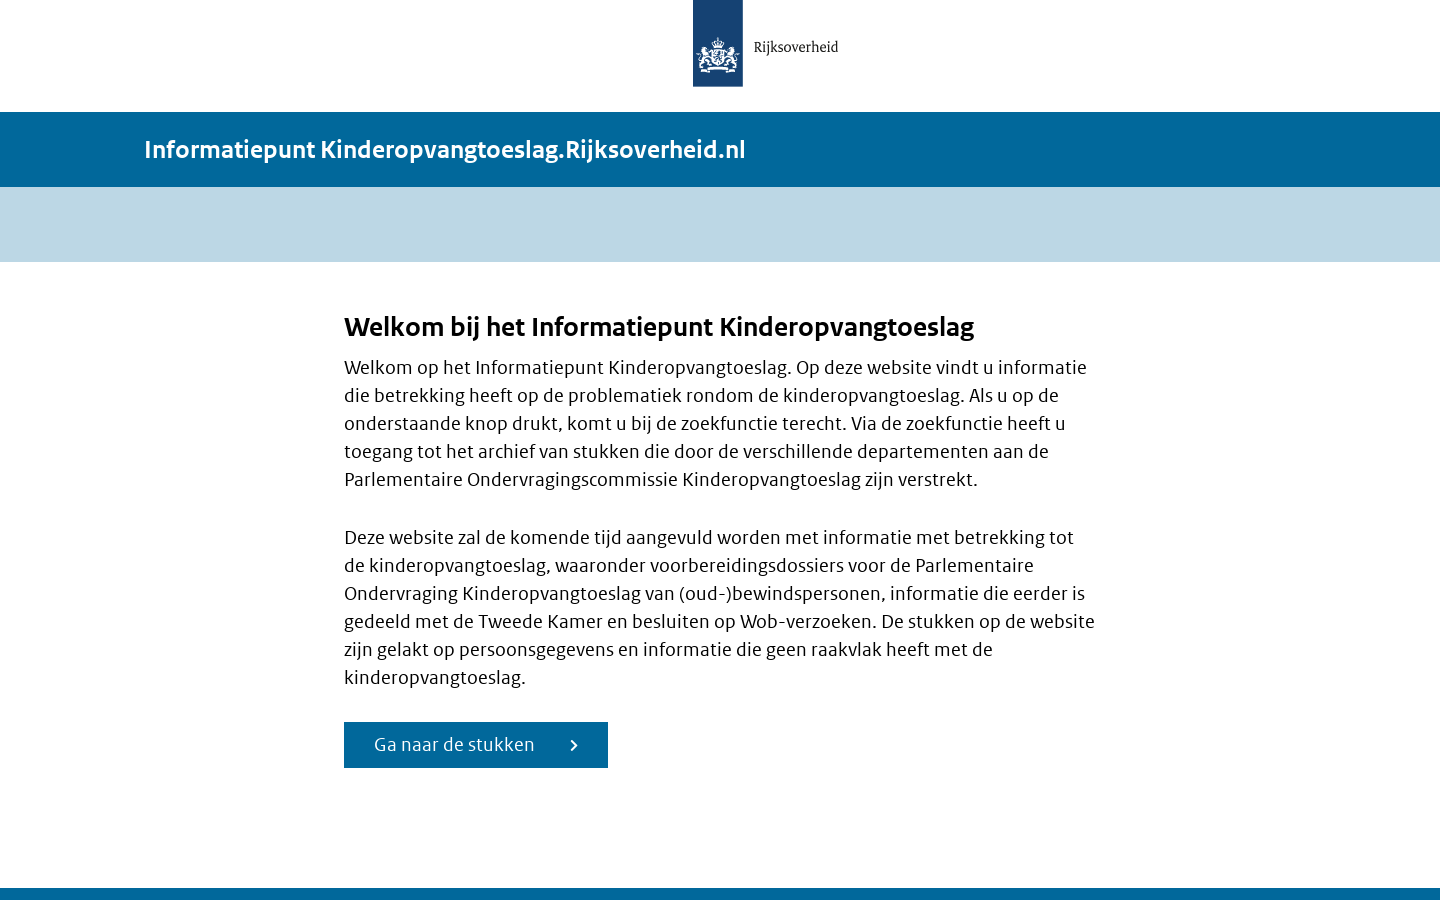 Rijksoverheid
Informatiepunt Kinderopvangtoeslag.Rijksoverheid.nl
Welkom bij het Informatiepunt Kinderopvangtoeslag
Welkom op het Informatiepunt Kinderopvangtoeslag. Op deze website vindt u informatie
die betrekking heeft op de problematiek rondom de kinderopvangtoeslag. Als u op de
onderstaande knop drukt, komt u bij de zoekfunctie terecht. Via de zoekfunctie heeft u
toegang tot het archief van stukken die door de verschillende departementen aan de
Parlementaire Ondervragingscommissie Kinderopvangtoeslag zijn verstrekt.
Deze website zal de komende tijd aangevuld worden met informatie met betrekking tot
de kinderopvangtoeslag, waaronder voorbereidingsdossiers voor de Parlementaire
Ondervraging Kinderopvangtoeslag van (oud-)bewindspersonen, informatie die eerder is
gedeeld met de Tweede Kamer en besluiten op Wob-verzoeken. De stukken op de website
zijn gelakt op persoonsgegevens en informatie die geen raakvlak heeft met de
kinderopvangtoeslag.
Ga naar de stukken